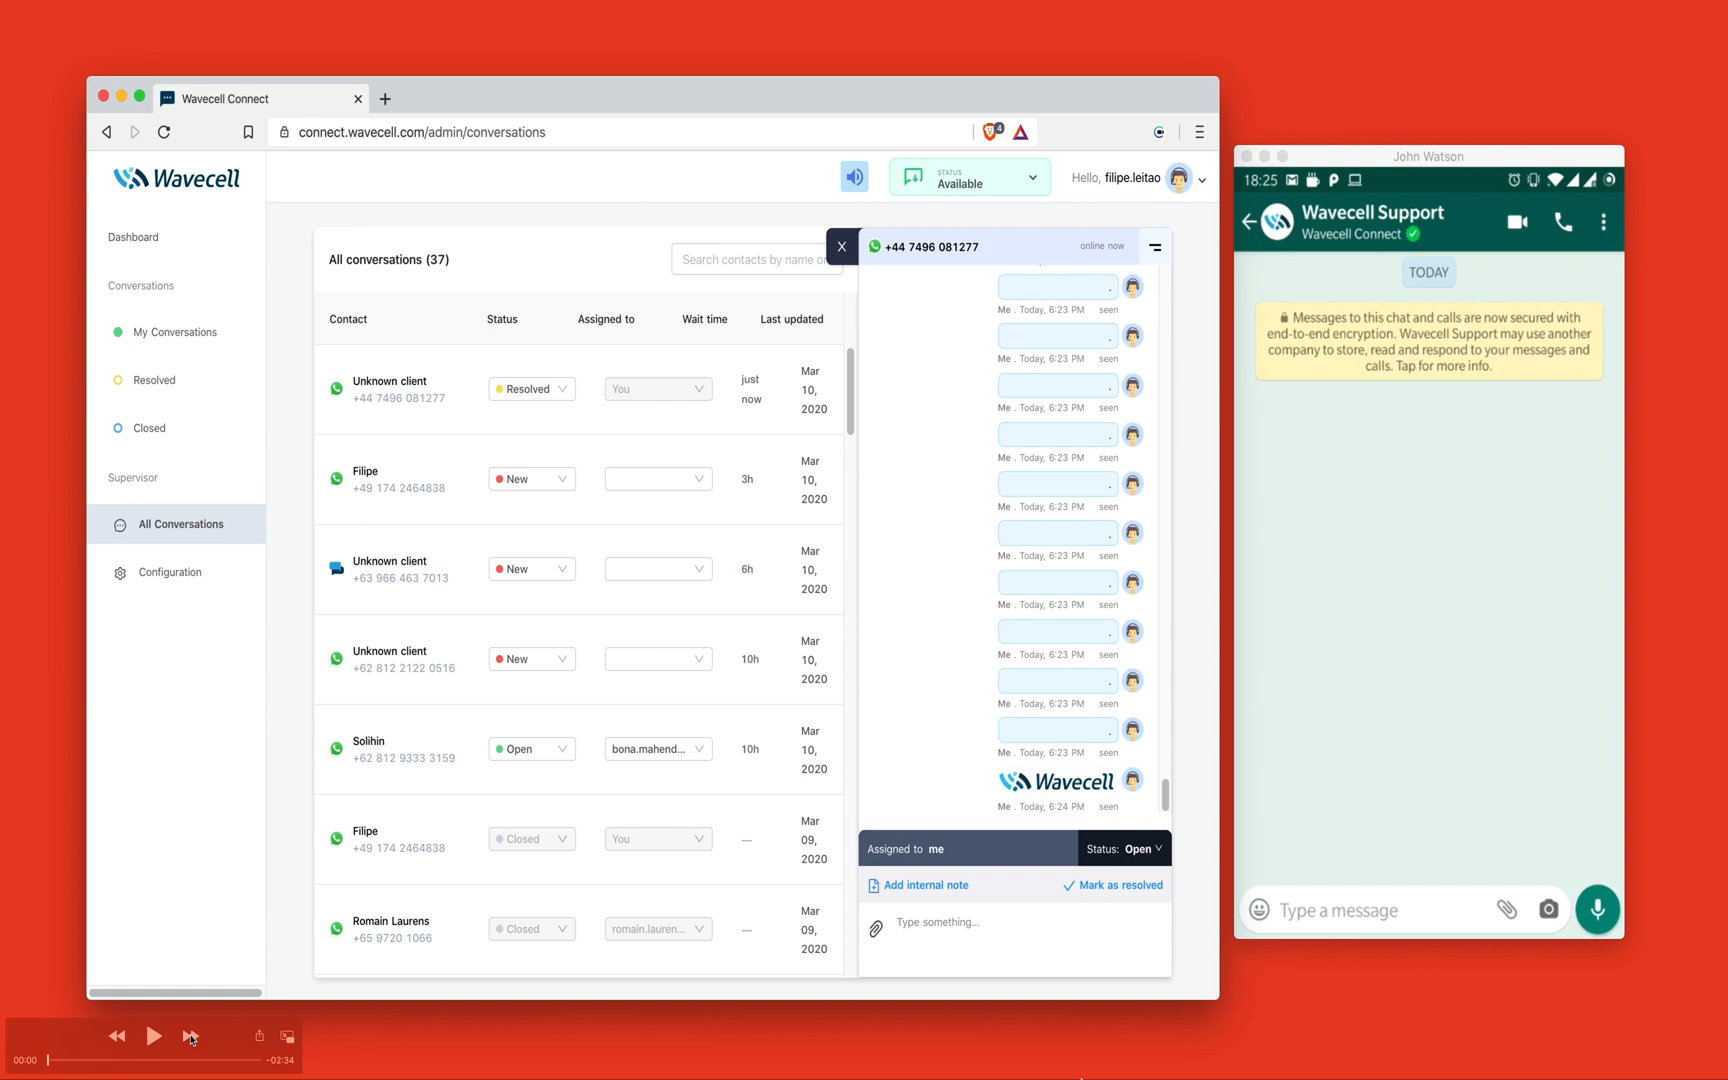 Wavecell Connect
connect.wavecell.com/admin/conversations
4
Wavecell
STATUS
Available
Hello, filipe.leitao
Dashboard
Conversations
My Conversations
Resolved
Closed
Supervisor
All Conversations
Configuration
All conversations (37)
Search contacts by name o
Contact
Status
Assigned to
Wait time
Last updated
Unknown client
+44 7496 081277
Resolved
You
just
now
Mar
10,
2020
Filipe
+49 174 2464838
New
3h
Mar
10,
2020
Unknown client
+63 966 463 7013
New
6h
Mar
10,
2020
Unknown client
+62 812 2122 0516
New
10h
Mar
10,
2020
Solihin
+62 812 9333 3159
Open
bona.mahend...
10h
Mar
10,
2020
Filipe
+49 174 2464838
Closed
You
—
Mar
09,
2020
Romain Laurens
+65 9720 1066
Closed
romain.lauren...
—
Mar
09,
2020
X
+44 7496 081277
online now
.
Me . Today, 6:23 PM seen
.
Me . Today, 6:23 PM seen
.
Me . Today, 6:23 PM seen
.
Me . Today, 6:23 PM seen
.
Me . Today, 6:23 PM seen
.
Me . Today, 6:23 PM seen
.
Me . Today, 6:23 PM seen
.
Me . Today, 6:23 PM seen
.
Me . Today, 6:23 PM seen
.
Me . Today, 6:23 PM seen
Wavecell
Me . Today, 6:24 PM seen
Assigned to me
Status: Open
Add internal note
Mark as resolved
Type something...
John Watson
18:25
Wavecell Support
Wavecell Connect
TODAY
Messages to this chat and calls are now secured with
end-to-end encryption. Wavecell Support may use another
company to store, read and respond to your messages and
calls. Tap for more info.
Type a message
00:00
-02:34